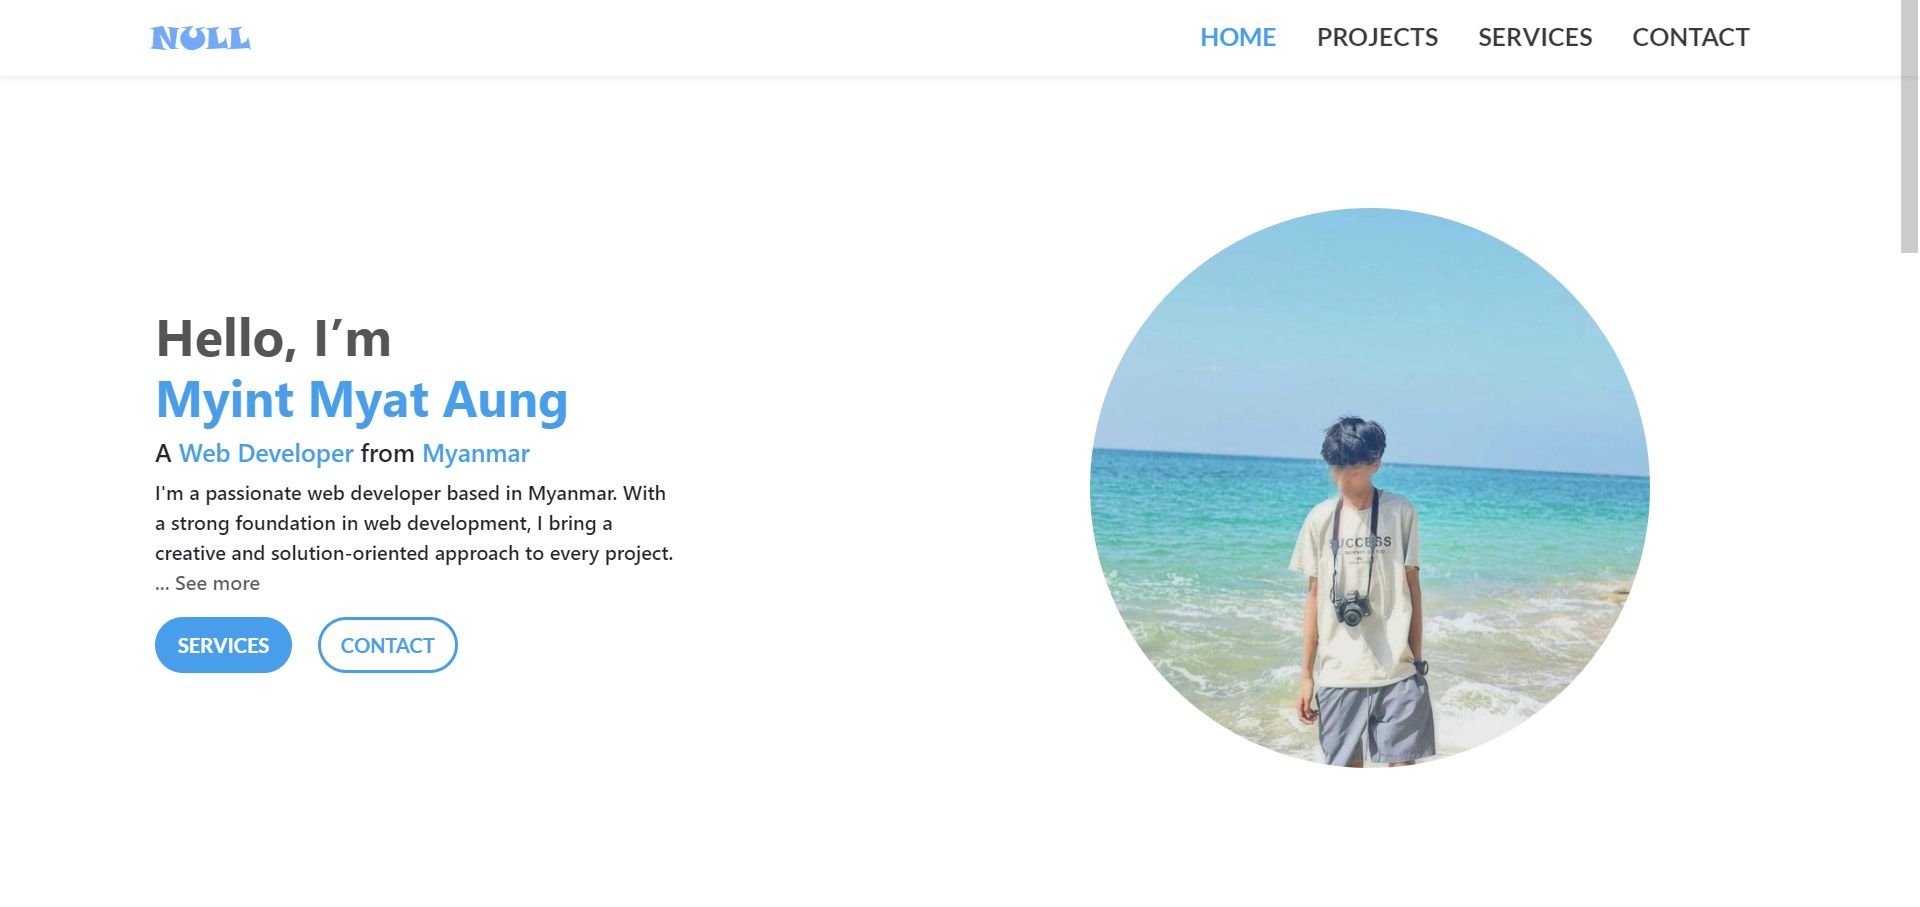 NULL
HOME PROJECTS SERVICES CONTACT
Hello, I’m
Myint Myat Aung
A Web Developer from Myanmar
I'm a passionate web developer based in Myanmar. With
a strong foundation in web development, I bring a
creative and solution-oriented approach to every project.
... See more
SERVICES CONTACT
SUCCESS